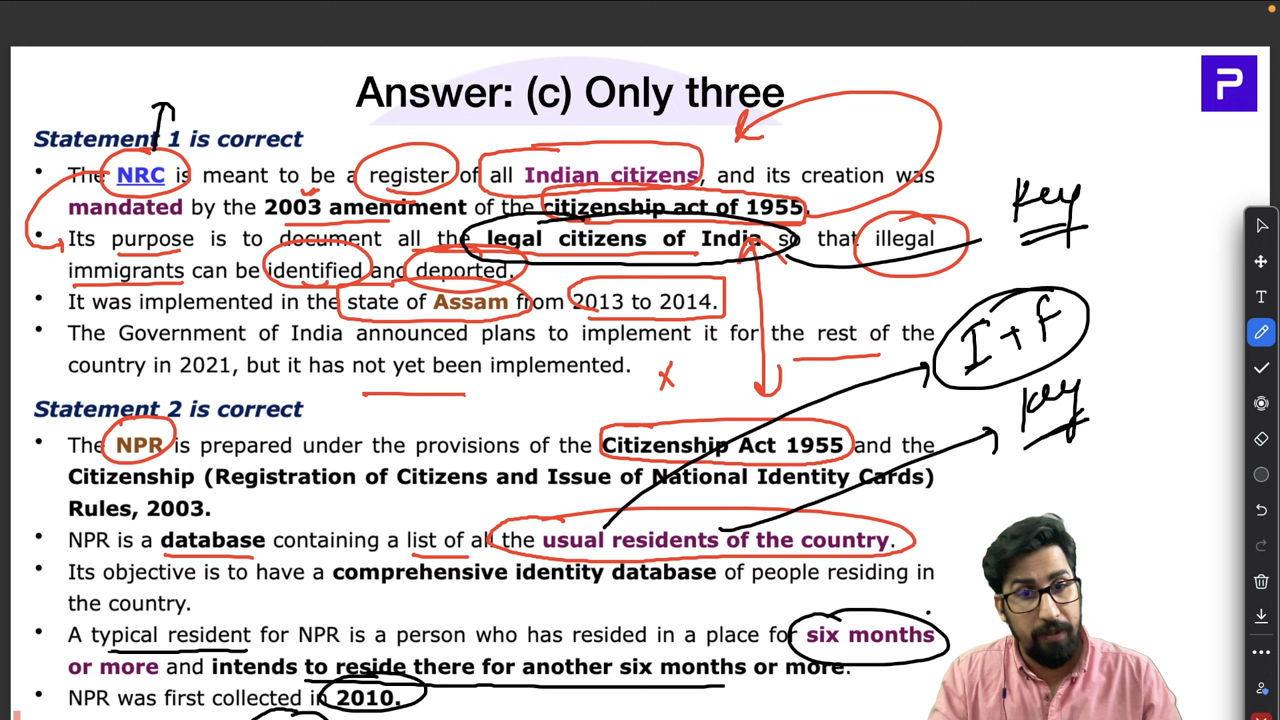 Answer: (c) Only three
P
Statement 1 is correct
• The NRC is meant to be a register of all Indian citizens, and its creation was
mandated by the 2003 amendment of the citizenship act of 1955.
• Its purpose is to document all the legal citizens of India so that illegal
immigrants can be identified and deported.
• It was implemented in the state of Assam from 2013 to 2014.
• The Government of India announced plans to implement it for the rest of the
country in 2021, but it has not yet been implemented.
Key
I + F
Key
Statement 2 is correct
• The NPR is prepared under the provisions of the Citizenship Act 1955 and the
Citizenship (Registration of Citizens and Issue of National Identity Cards)
Rules, 2003.
• NPR is a database containing a list of all the usual residents of the country.
• Its objective is to have a comprehensive identity database of people residing in
the country.
• A typical resident for NPR is a person who has resided in a place for six months
or more and intends to reside there for another six months or more.
• NPR was first collected in 2010.